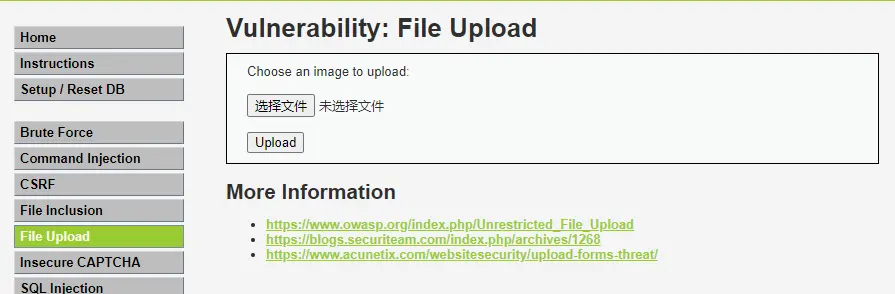 Home
Instructions
Setup / Reset DB
Brute Force
Command Injection
CSRF
File Inclusion
File Upload
Insecure CAPTCHA
SQL Injection
Vulnerability: File Upload
Choose an image to upload:
选择文件 未选择文件
Upload
More Information
https://www.owasp.org/index.php/Unrestricted_File_Upload
https://blogs.securiteam.com/index.php/archives/1268
https://www.acunetix.com/websitesecurity/upload-forms-threat/